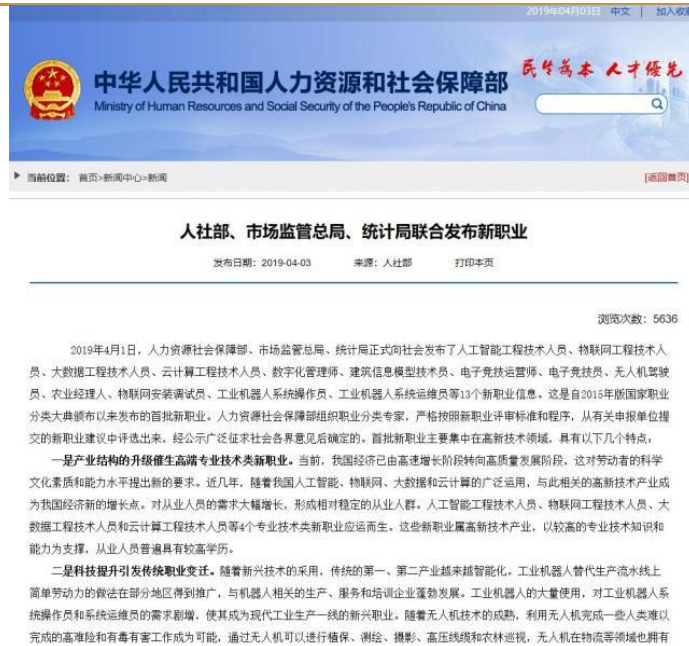 2019年04月03日 中文 | 加入收藏
中华人民共和国人力资源和社会保障部
Ministry of Human Resources and Social Security of the People's Republic of China
民生为本 人才优先
当前位置： 首页>新闻中心>新闻
[返回首页]
人社部、市场监管总局、统计局联合发布新职业
发布日期：2019-04-03 来源：人社部 打印本页
浏览次数：5636
2019年4月1日，人力资源社会保障部、市场监管总局、统计局正式向社会发布了人工智能工程技术人员、物联网工程技术人
员、大数据工程技术人员、云计算工程技术人员、数字化管理师、建筑信息模型技术员、电子竞技运营师、电子竞技员、无人机驾驶
员、农业经理人、物联网安装调试员、工业机器人系统操作员、工业机器人系统运维员等13个新职业信息。这是自2015年版国家职业
分类大典颁布以来发布的首批新职业。人力资源社会保障部组织职业分类专家，严格按照新职业评审标准和程序，从有关申报单位提
交的新职业建议中评选出来，经公示广泛征求社会各界意见后确定的。首批新职业主要集中在高新技术领域，具有以下几个特点：
一是产业结构的升级催生高端专业技术类新职业。当前，我国经济已由高速增长阶段转向高质量发展阶段，这对劳动者的科学
文化素质和能力水平提出新的要求。近几年，随着我国人工智能、物联网、大数据和云计算的广泛运用，与此相关的高新技术产业成
为我国经济新的增长点。对从业人员的需求大幅增长，形成相对稳定的从业人群。人工智能工程技术人员、物联网工程技术人员、大
数据工程技术人员和云计算工程技术人员等4个专业技术类新职业应运而生。这些新职业属高新技术产业，以较高的专业技术知识和
能力为支撑，从业人员普遍具有较高学历。
二是科技提升引发传统职业变迁。随着新兴技术的采用，传统的第一、第二产业越来越智能化。工业机器人替代生产流水线上
简单劳动力的做法在部分地区得到推广，与机器人相关的生产、服务和培训企业蓬勃发展。工业机器人的大量使用，对工业机器人系
统操作员和系统运维员的需求剧增，使其成为现代工业生产一线的新兴职业。随着无人机技术的成熟，利用无人机完成一些人类难以
完成的高难险和有毒有害工作成为可能，通过无人机可以进行植保、测绘、摄影、高压线缆和农林巡视，无人机在物流等领域也拥有